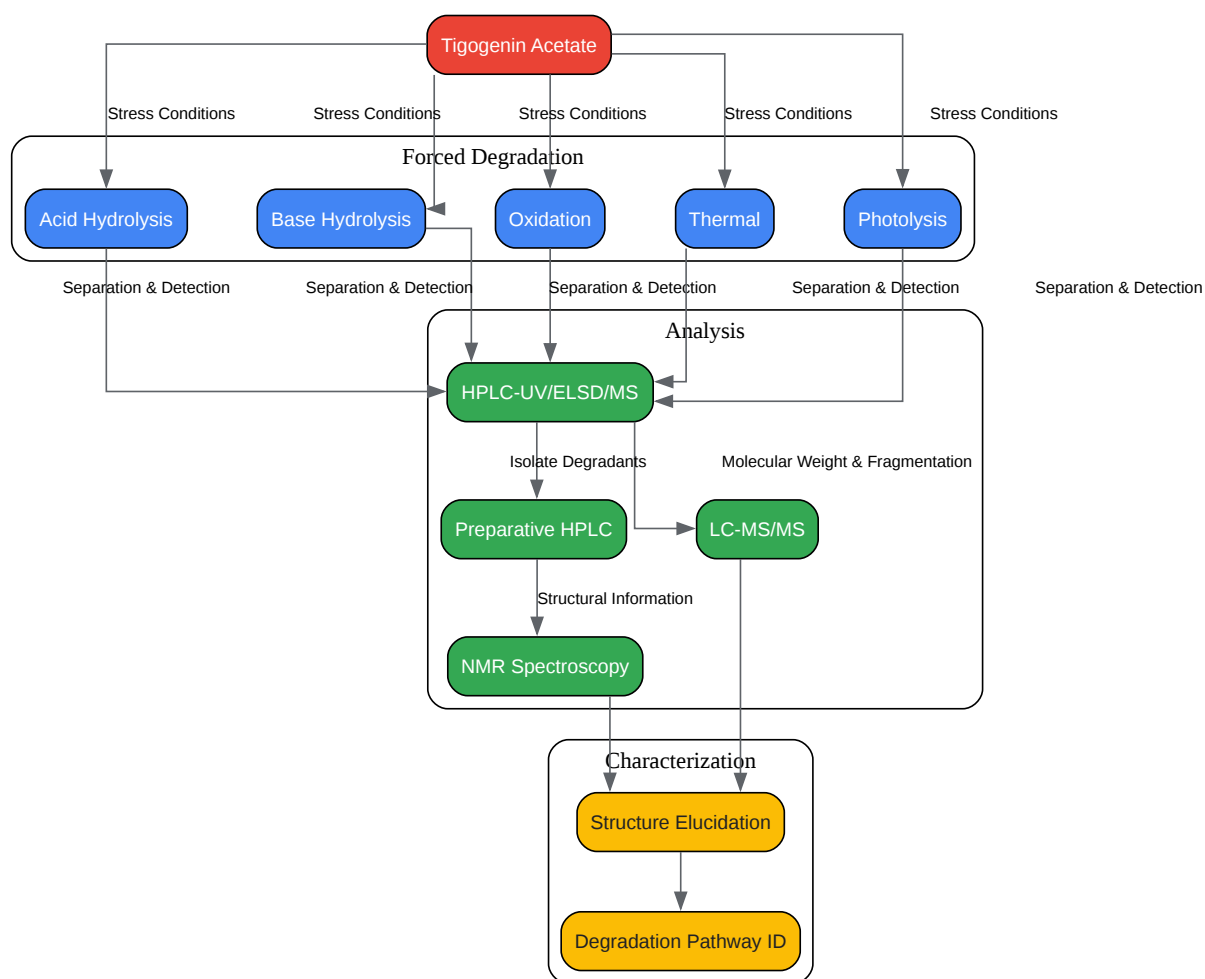 Tigogenin Acetate
Stress Conditions
Stress Conditions
Stress Conditions
Stress Conditions
Stress Conditions
Forced Degradation
Acid Hydrolysis
Base Hydrolysis
Oxidation
Thermal
Photolysis
Separation & Detection
Separation & Detection
Separation & Detection
Separation & Detection
Separation & Detection
Analysis
HPLC-UV/ELSD/MS
Isolate Degradants
Molecular Weight & Fragmentation
Preparative HPLC
LC-MS/MS
Structural Information
NMR Spectroscopy
Characterization
Structure Elucidation
Degradation Pathway ID